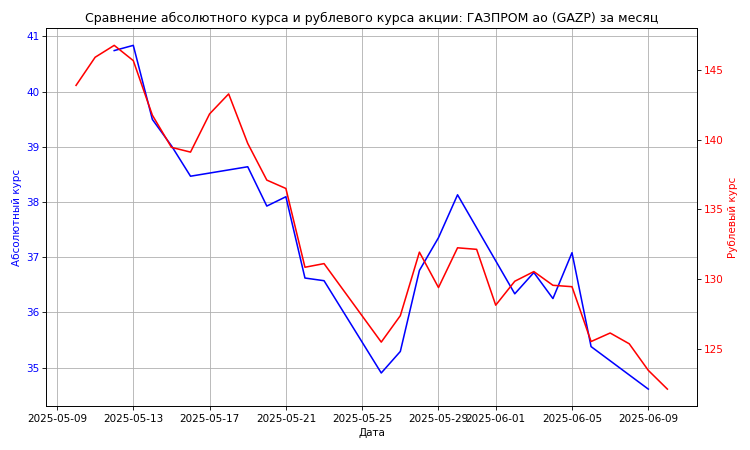 Сравнение абсолютного курса и рублевого курса акции: ГАЗПРОМ ао (GAZP) за месяц
41
40
39
38
37
36
35
Абсолютный курс
145
140
135
130
125
Рублевый курс
2025-05-09 2025-05-13 2025-05-17 2025-05-21 2025-05-25 2025-05-29 2025-06-01 2025-06-05 2025-06-09
Дата